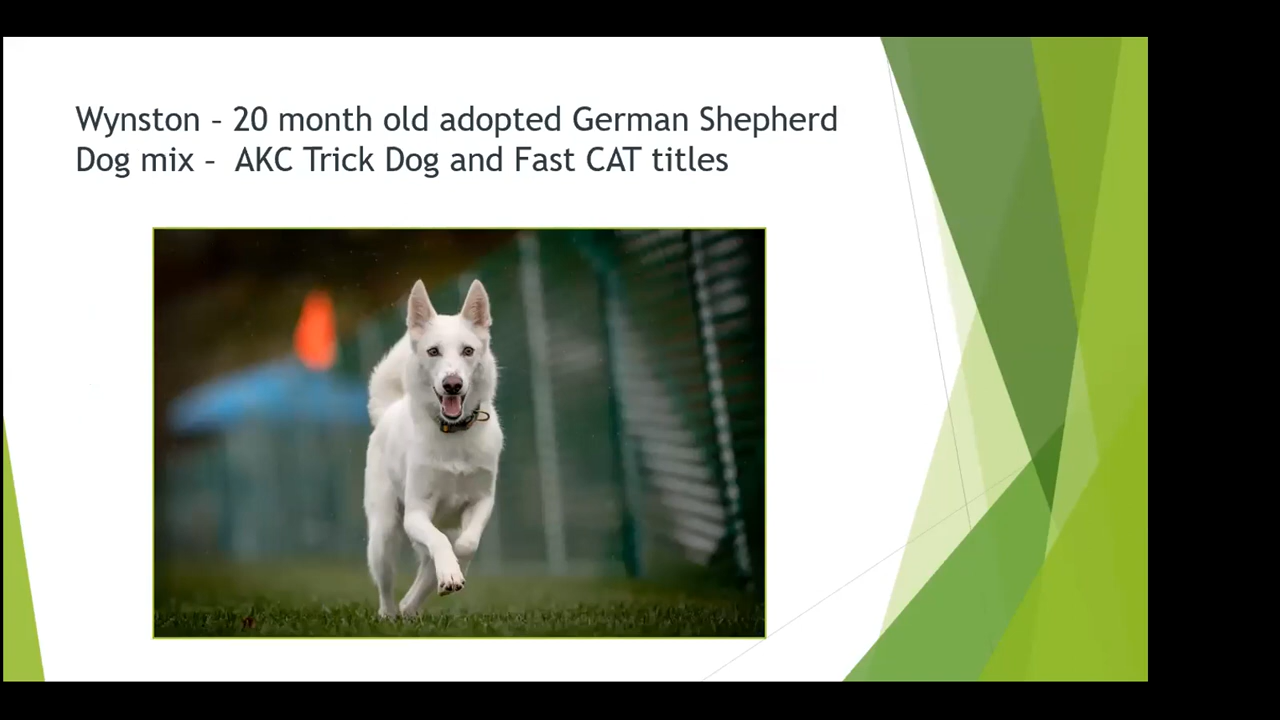 Wynston – 20 month old adopted German Shepherd
Dog mix – AKC Trick Dog and Fast CAT titles